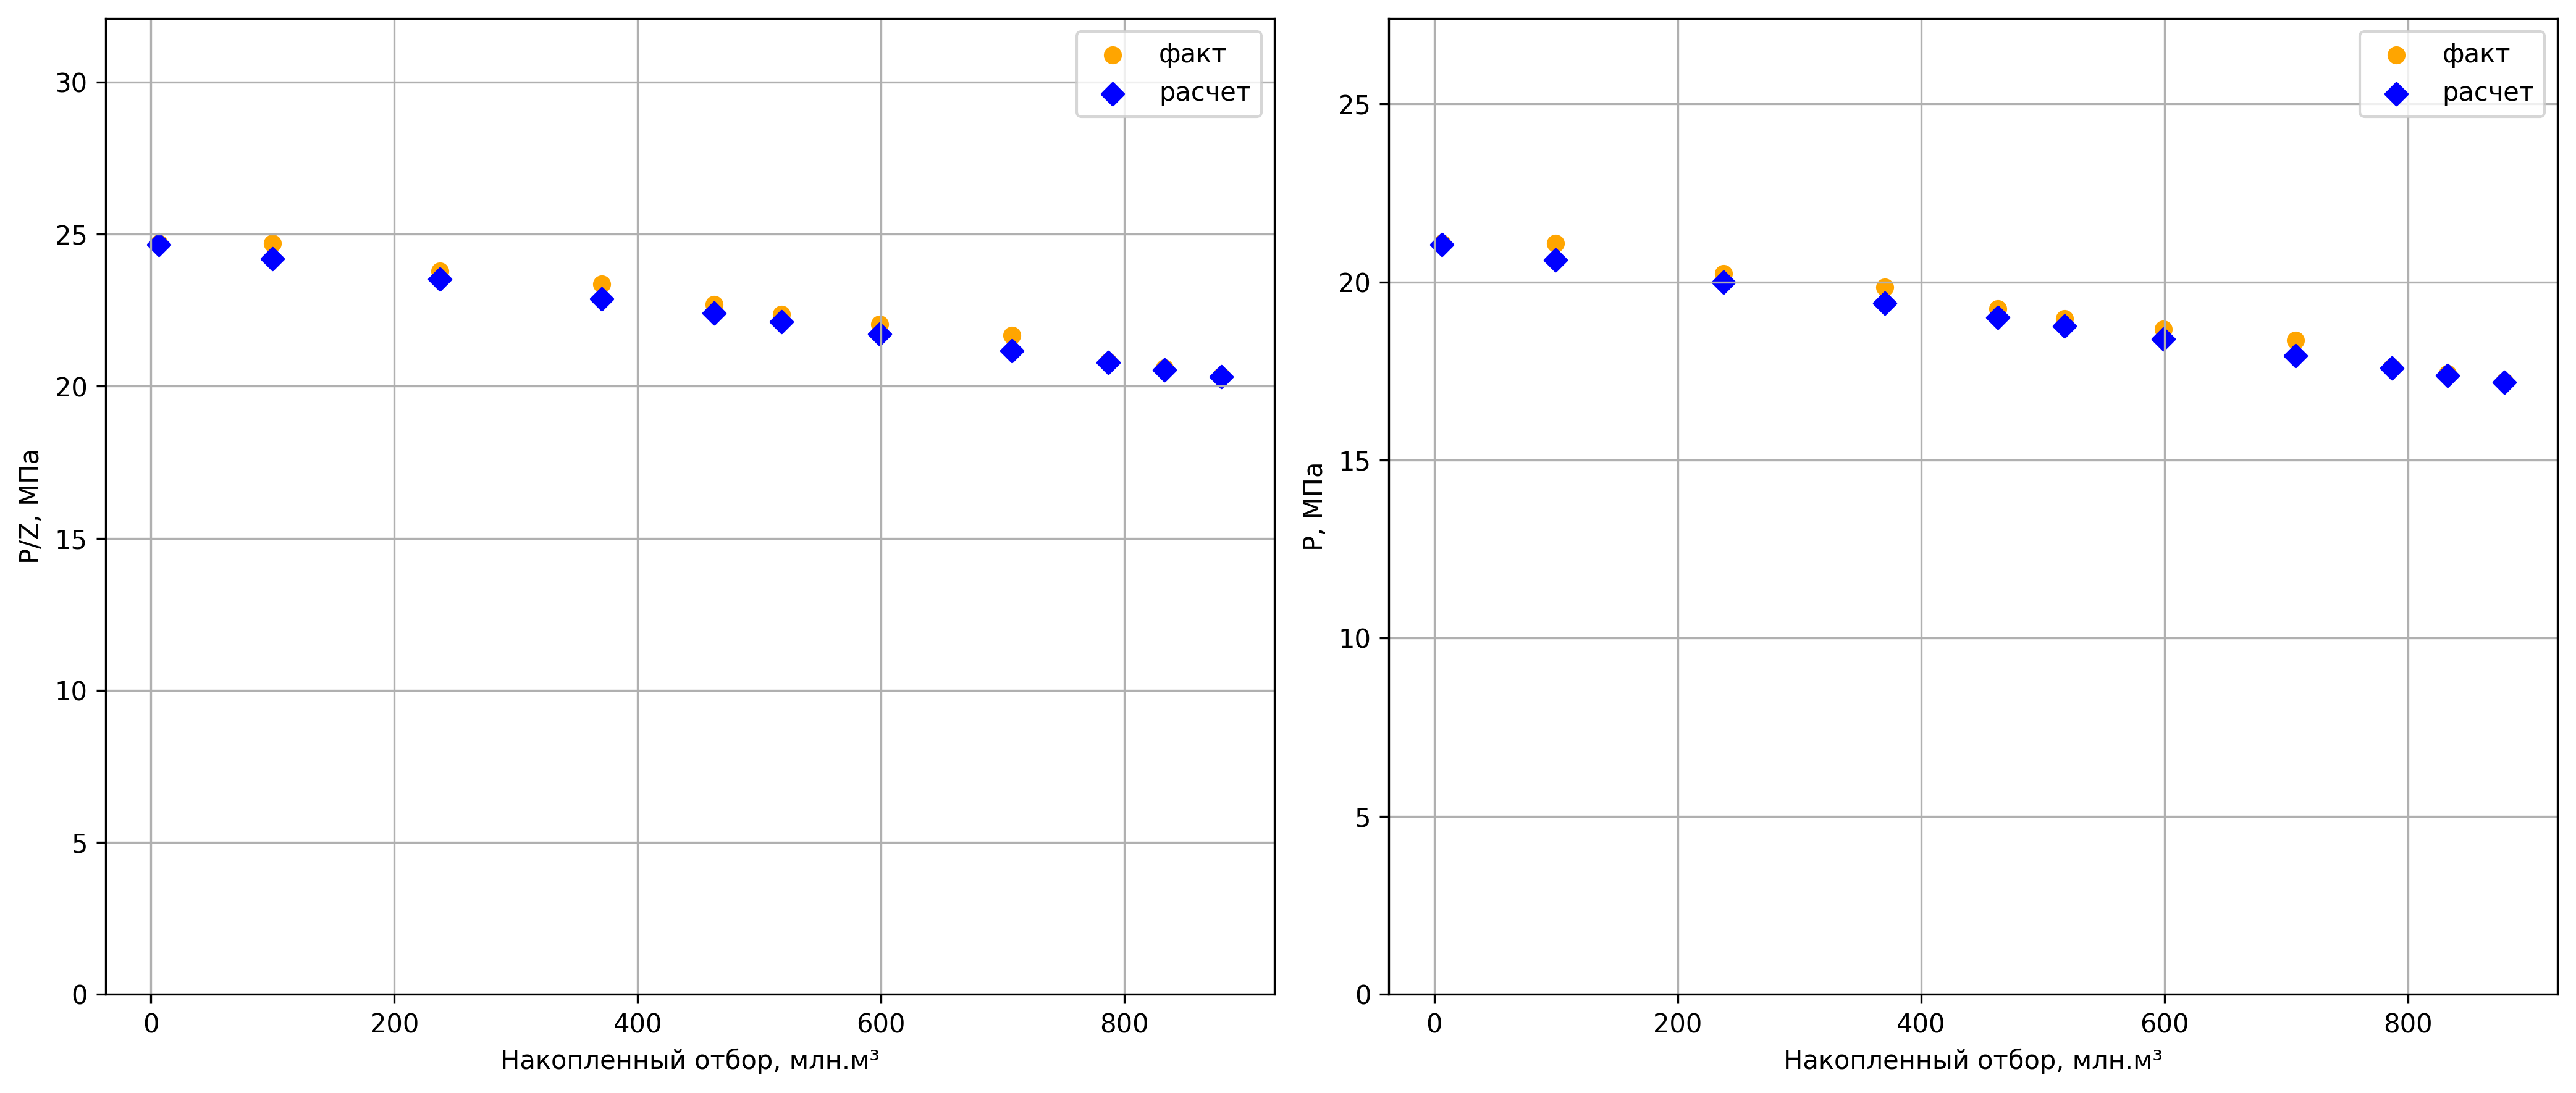 факт
расчет
30
25
20
15
10
5
0
P/Z, МПа
0 200 400 600 800
Накопленный отбор, млн.м³
факт
расчет
25
20
15
10
5
0
P, МПа
0 200 400 600 800
Накопленный отбор, млн.м³